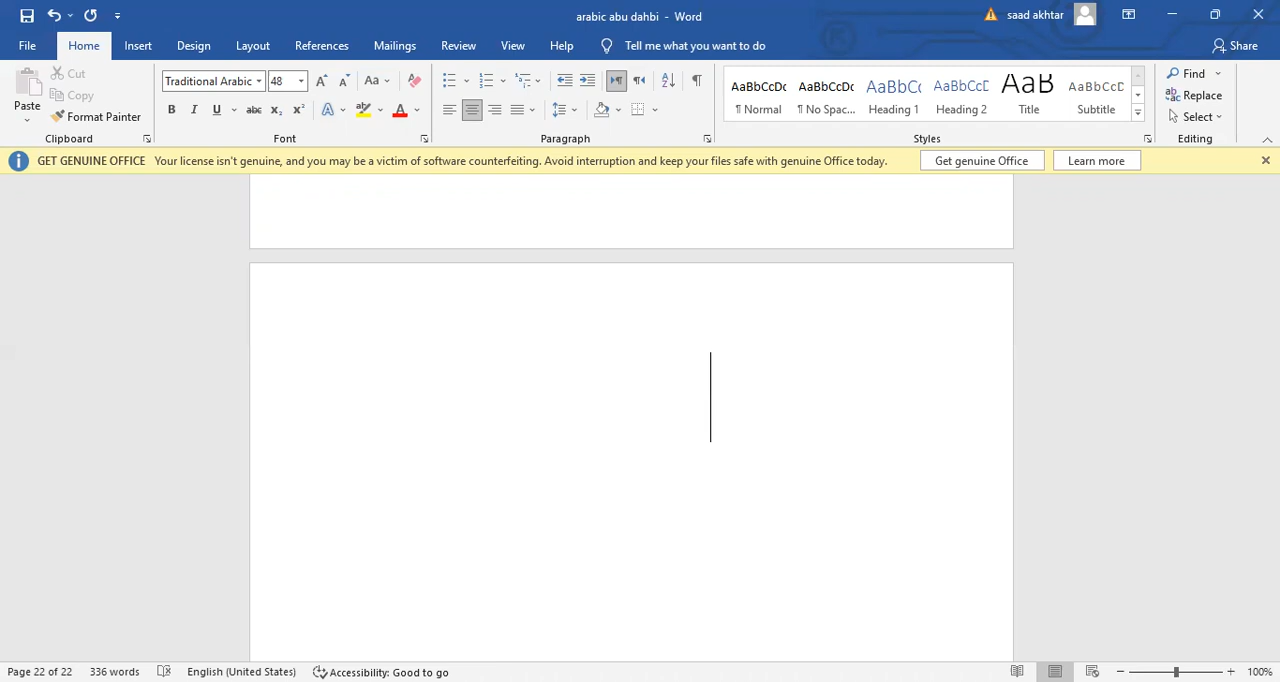 arabic abu dahbi - Word
saad akhtar
File Home Insert Design Layout References Mailings Review View Help Tell me what you want to do Share
Paste Cut Copy Format Painter Clipboard
Traditional Arabic 48 Aa
B I U abc x₂ x² A A
Font
Paragraph
AaBbCcDc AaBbCcDc AaBbCc AaBbCcD AaB AaBbCcD
¶ Normal ¶ No Spac... Heading 1 Heading 2 Title Subtitle
Styles
Find
Replace
Select
Editing
GET GENUINE OFFICE Your license isn't genuine, and you may be a victim of software counterfeiting. Avoid interruption and keep your files safe with genuine Office today. Get genuine Office Learn more
Page 22 of 22 336 words English (United States) Accessibility: Good to go 100%